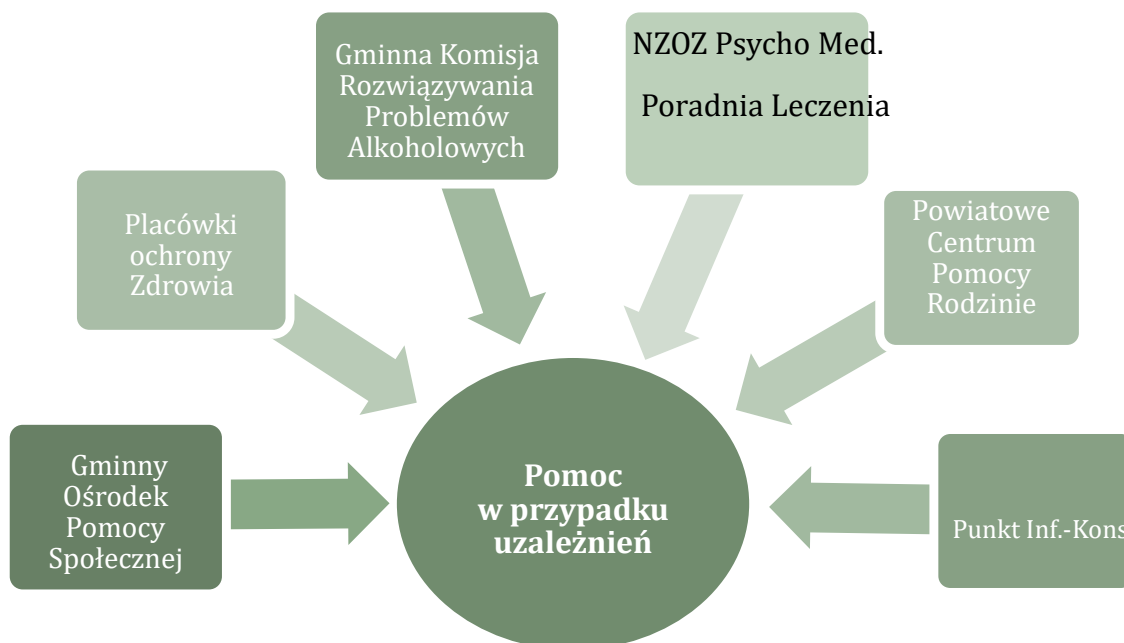 Gminna Komisja
Rozwiązywania
Problemów
Alkoholowych
NZOZ Psycho Med.
Poradnia Leczenia
Placówki
ochrony
Zdrowia
Powiatowe
Centrum
Pomocy
Rodzinie
Gminny
Ośrodek
Pomocy
Społecznej
Pomoc
w przypadku
uzależnień
Punkt Inf.-Kons